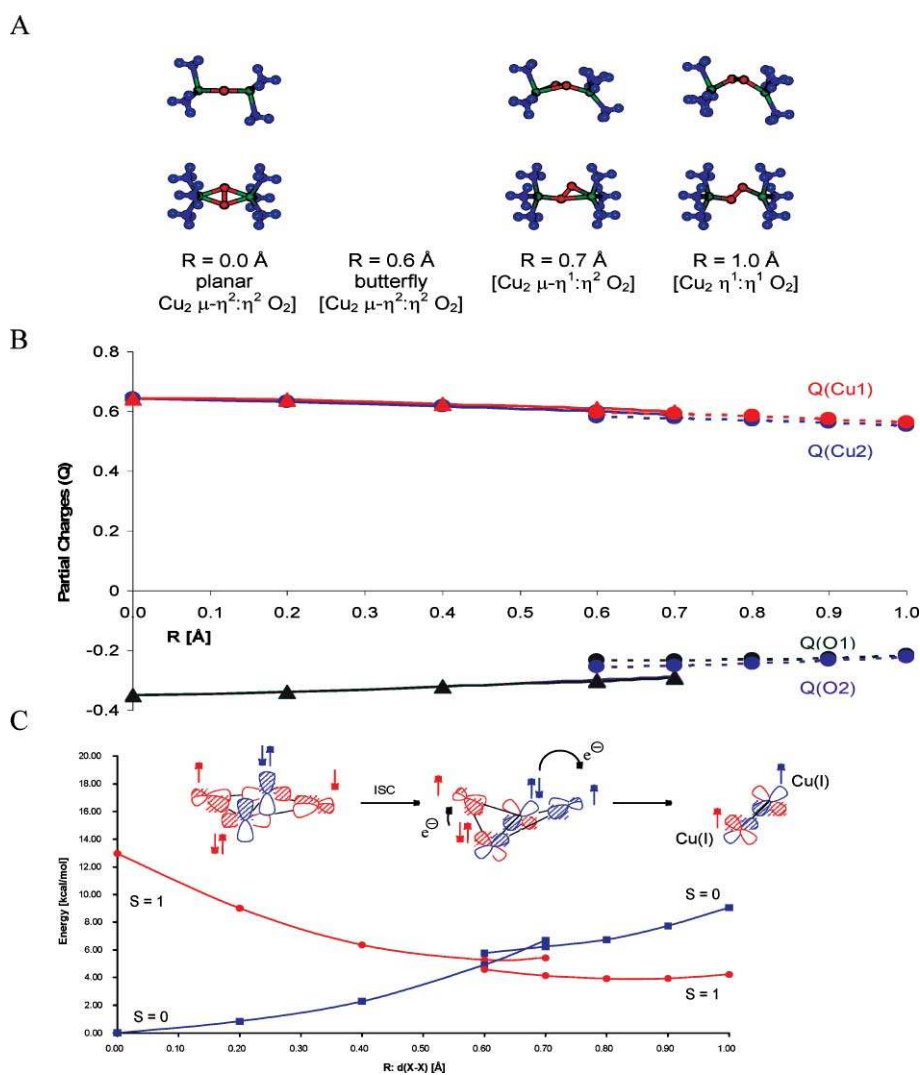 A
R = 0.0 Å
planar
Cu₂ μ-η²:η² O₂]
R = 0.6 Å
butterfly
[Cu₂ μ-η²:η² O₂]
R = 0.7 Å
[Cu₂ μ-η¹:η² O₂]
R = 1.0 Å
[Cu₂ η¹:η¹ O₂]
B
Partial Charges (Q)
0.8
0.6
0.4
0.2
0
-0.2
-0.4
Q(Cu1)
Q(Cu2)
0.0 0.1 0.2 0.3 0.4 0.5 0.6 0.7 0.8 0.9 1.0
R [Å]
Q(O1)
Q(O2)
C
Energy [kcal/mol]
20.00
18.00
16.00
14.00
12.00
10.00
8.00
6.00
4.00
2.00
0.00
ISC
e⊖
e⊖
Cu(I)
Cu(I)
S = 1
S = 0
S = 0
S = 1
0.00 0.10 0.20 0.30 0.40 0.50 0.60 0.70 0.80 0.90 1.00
R: d(X-X) [Å]